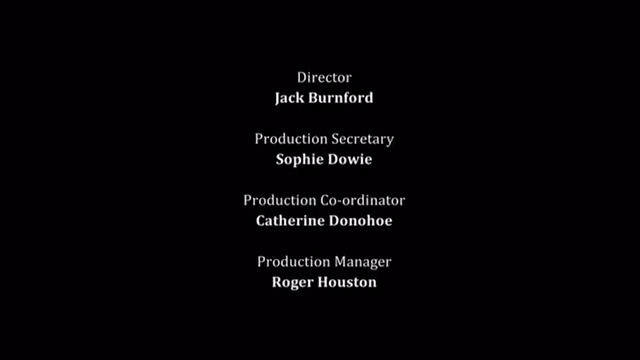 Director
Jack Burnford
Production Secretary
Sophie Dowie
Production Co-ordinator
Catherine Donohoe
Production Manager
Roger Houston